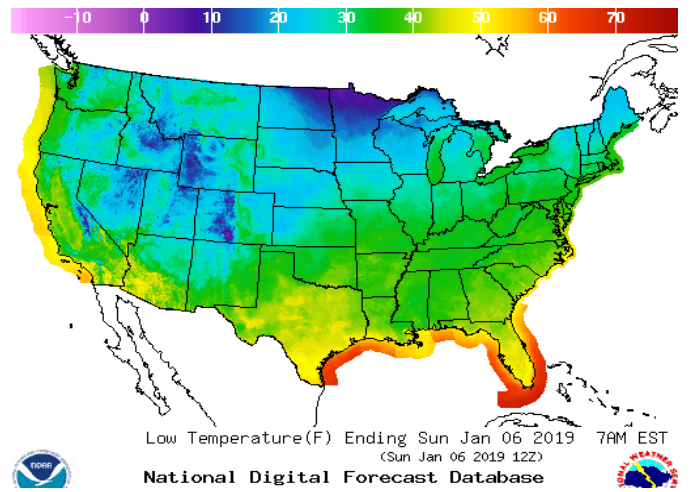 -10 0 10 20 30 40 50 60 70
Low Temperature(F) Ending Sun Jan 06 2019 7AM EST
(Sun Jan 06 2019 12Z)
National Digital Forecast Database
noaa